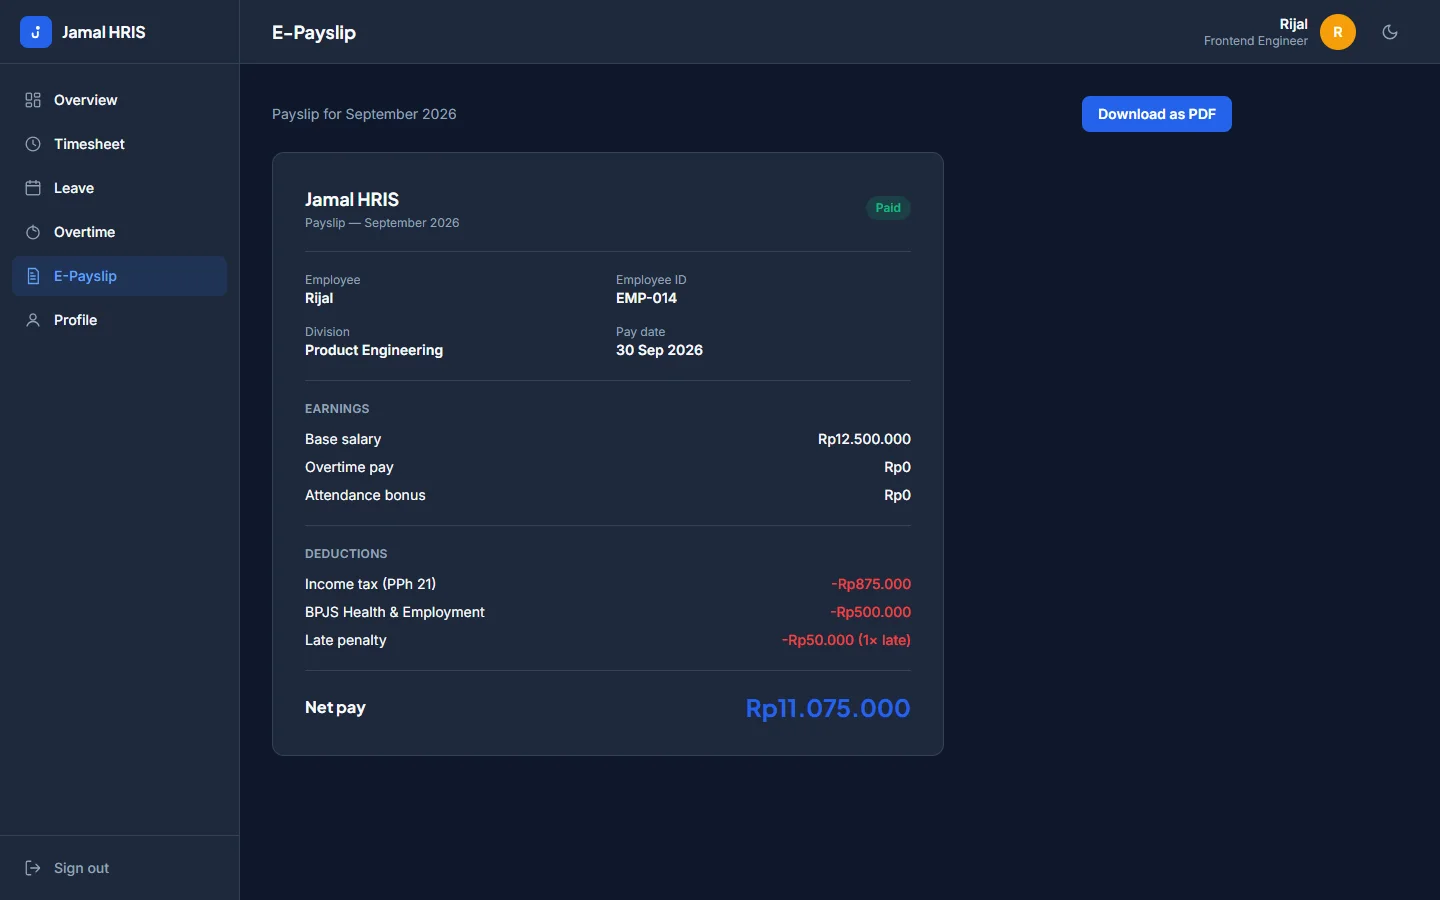 Jamal HRIS
E-Payslip
Rijal
Frontend Engineer
R
Overview
Timesheet
Leave
Overtime
E-Payslip
Profile
Sign out
Payslip for September 2026
Download as PDF
Jamal HRIS
Payslip — September 2026
Paid
Employee
Rijal
Employee ID
EMP-014
Division
Product Engineering
Pay date
30 Sep 2026
EARNINGS
Base salary Rp12.500.000
Overtime pay Rp0
Attendance bonus Rp0
DEDUCTIONS
Income tax (PPh 21) -Rp875.000
BPJS Health & Employment -Rp500.000
Late penalty -Rp50.000 (1× late)
Net pay Rp11.075.000